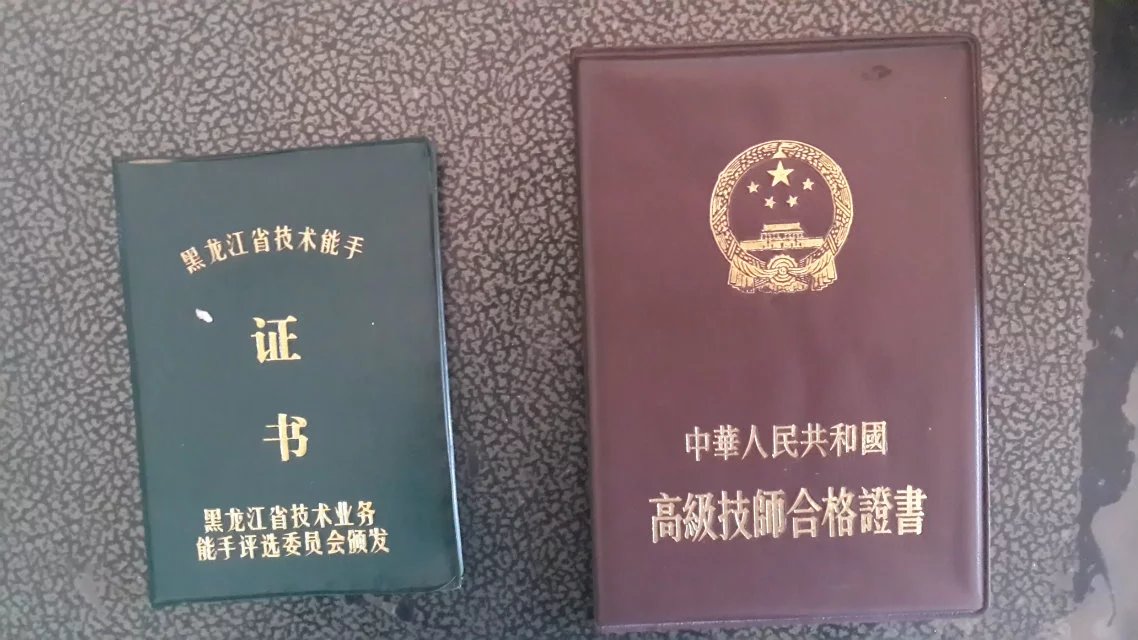 黑龙江省技术能手
证
书
黑龙江省技术业务
能手评选委员会颁发
中華人民共和國
高級技師合格證書